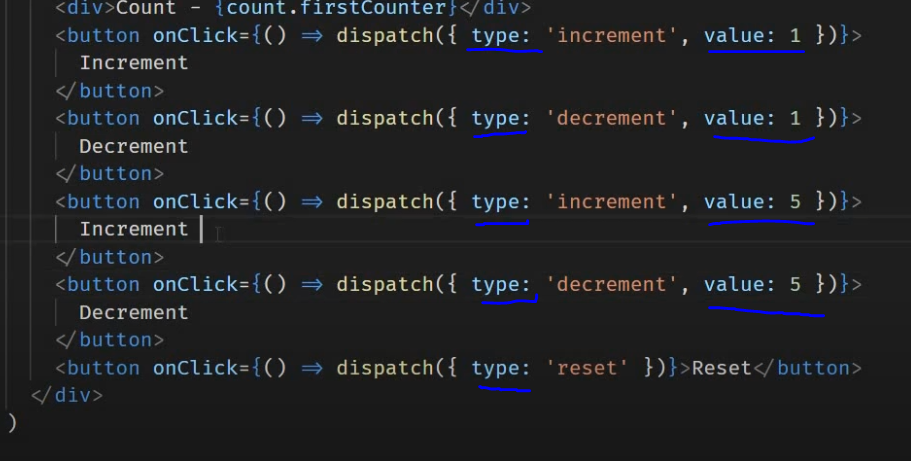 <div>Count - {count.firstCounter}</div>
<button onClick={() => dispatch({ type: 'increment', value: 1 })}>
Increment
</button>
<button onClick={() => dispatch({ type: 'decrement', value: 1 })}>
Decrement
</button>
<button onClick={() => dispatch({ type: 'increment', value: 5 })}>
Increment
</button>
<button onClick={() => dispatch({ type: 'decrement', value: 5 })}>
Decrement
</button>
<button onClick={() => dispatch({ type: 'reset' })}>Reset</button>
</div>
)